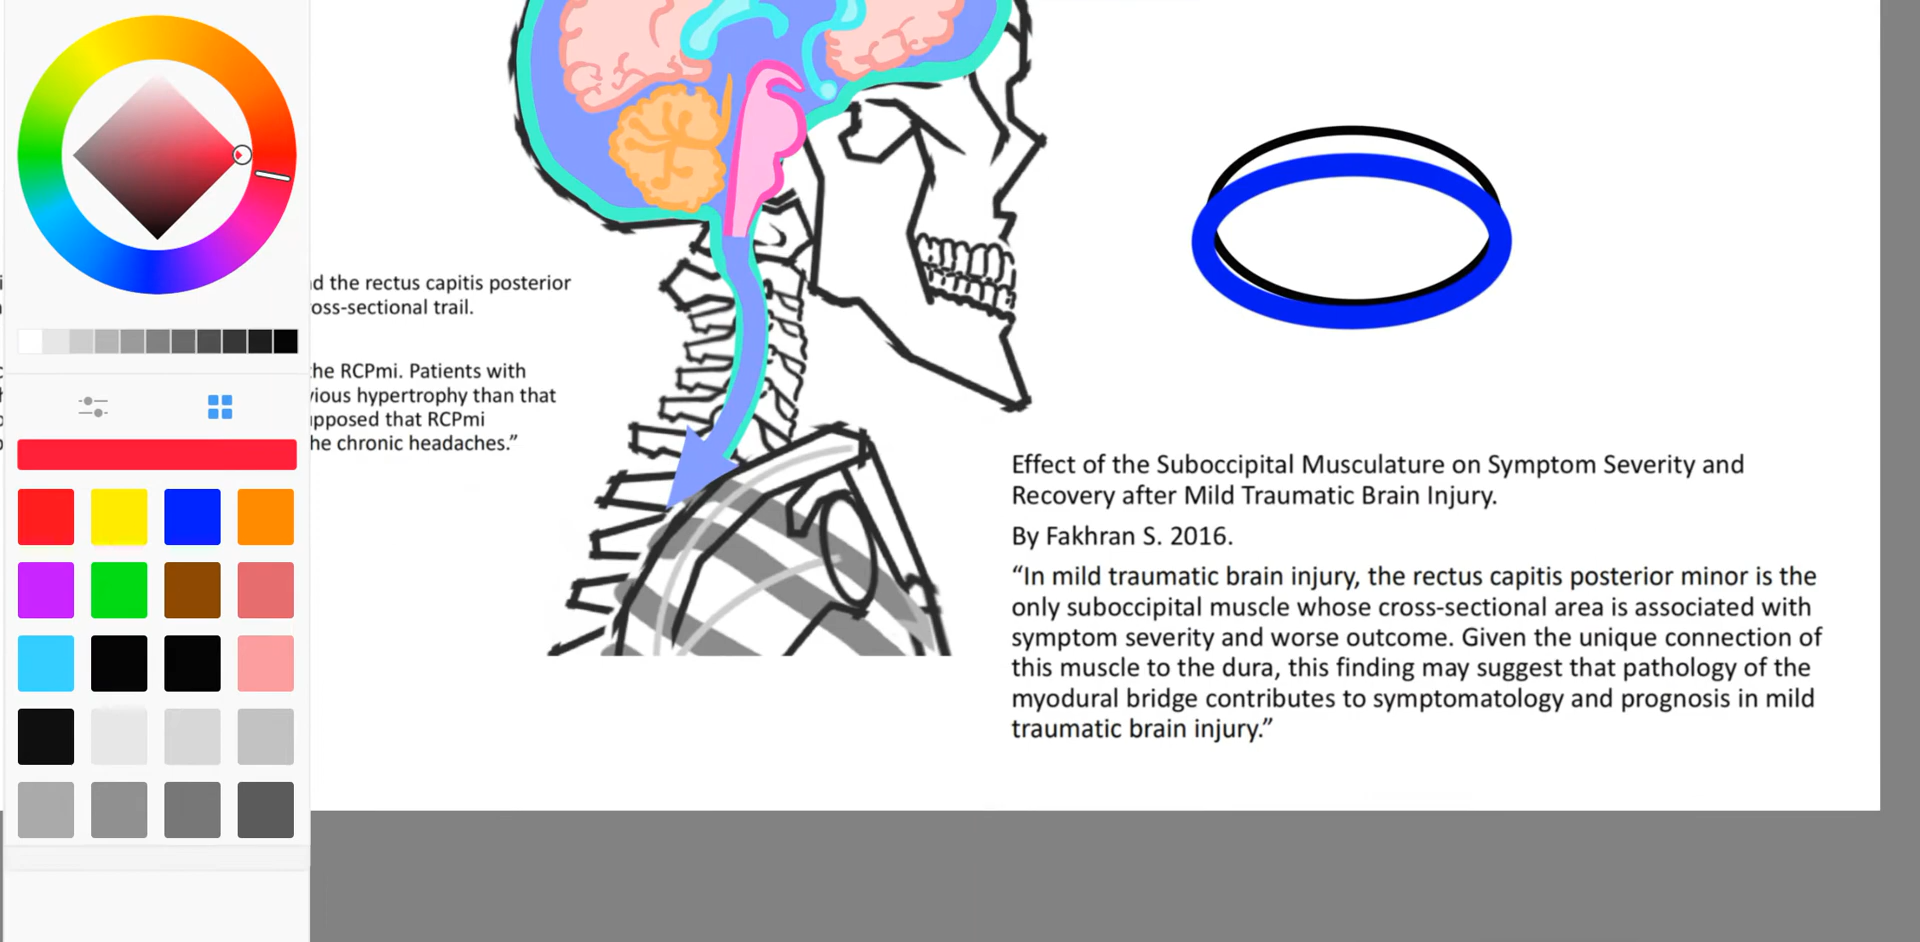 d the rectus capitis posterior
oss-sectional trail.
he RCPmi. Patients with
vious hypertrophy than that
pposed that RCPmi
he chronic headaches.”
Effect of the Suboccipital Musculature on Symptom Severity and
Recovery after Mild Traumatic Brain Injury.
By Fakhran S. 2016.
“In mild traumatic brain injury, the rectus capitis posterior minor is the
only suboccipital muscle whose cross-sectional area is associated with
symptom severity and worse outcome. Given the unique connection of
this muscle to the dura, this finding may suggest that pathology of the
myodural bridge contributes to symptomatology and prognosis in mild
traumatic brain injury.”